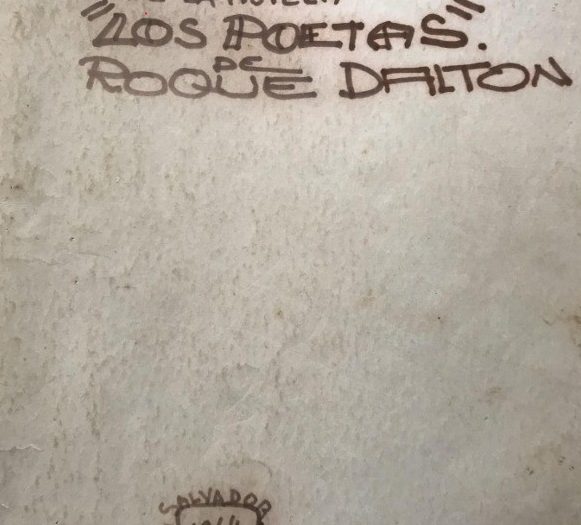 "LOS POETAS".
DE
ROQUE DALTON
SALVADOR